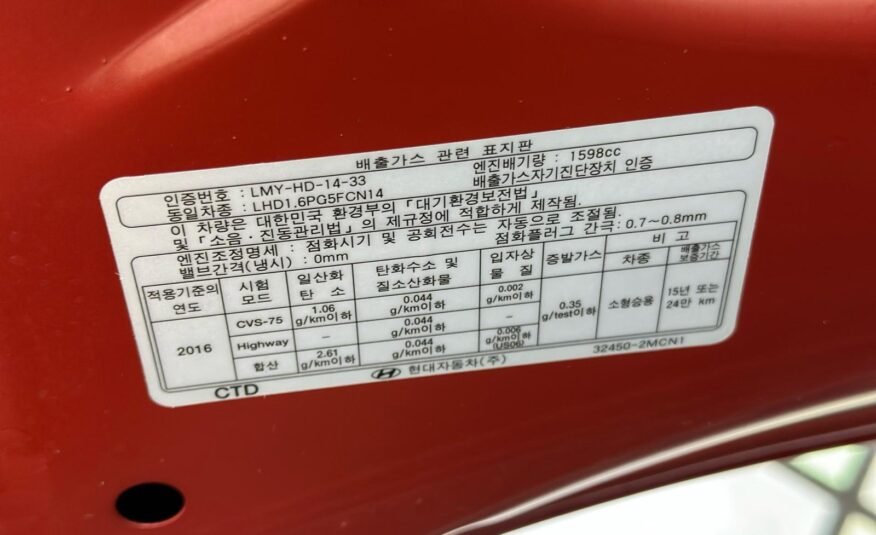 배출가스 관련 표지판
인증번호 : LMY-HD-14-33 엔진배기량 : 1598cc
동일차종 : LHD1.6PG5FCN14 배출가스자기진단장치 인증
이 차량은 대한민국 환경부의 「대기환경보전법」
및 「소음·진동관리법」의 제규정에 적합하게 제작됨.
엔진조정명세 : 점화시기 및 공회전수는 자동으로 조절됨.
밸브간격(냉시) : 0mm 점화플러그 간극: 0.7~0.8mm
적용기준의 연도 시험 모드 일산화 탄소 탄화수소 및 질소산화물 입자상 물질 증발가스 비고
차종 배출가스 보증기간
2016 CVS-75 1.06 g/km이하 0.044 g/km이하 0.002 g/km이하 0.35 g/test이하 소형승용 15년 또는 24만 km
Highway - 0.044 g/km이하 -
합산 2.61 g/km이하 0.044 g/km이하 0.006 g/km이하 (US06)
CTD 현대자동차(주) 32450-2MCN1